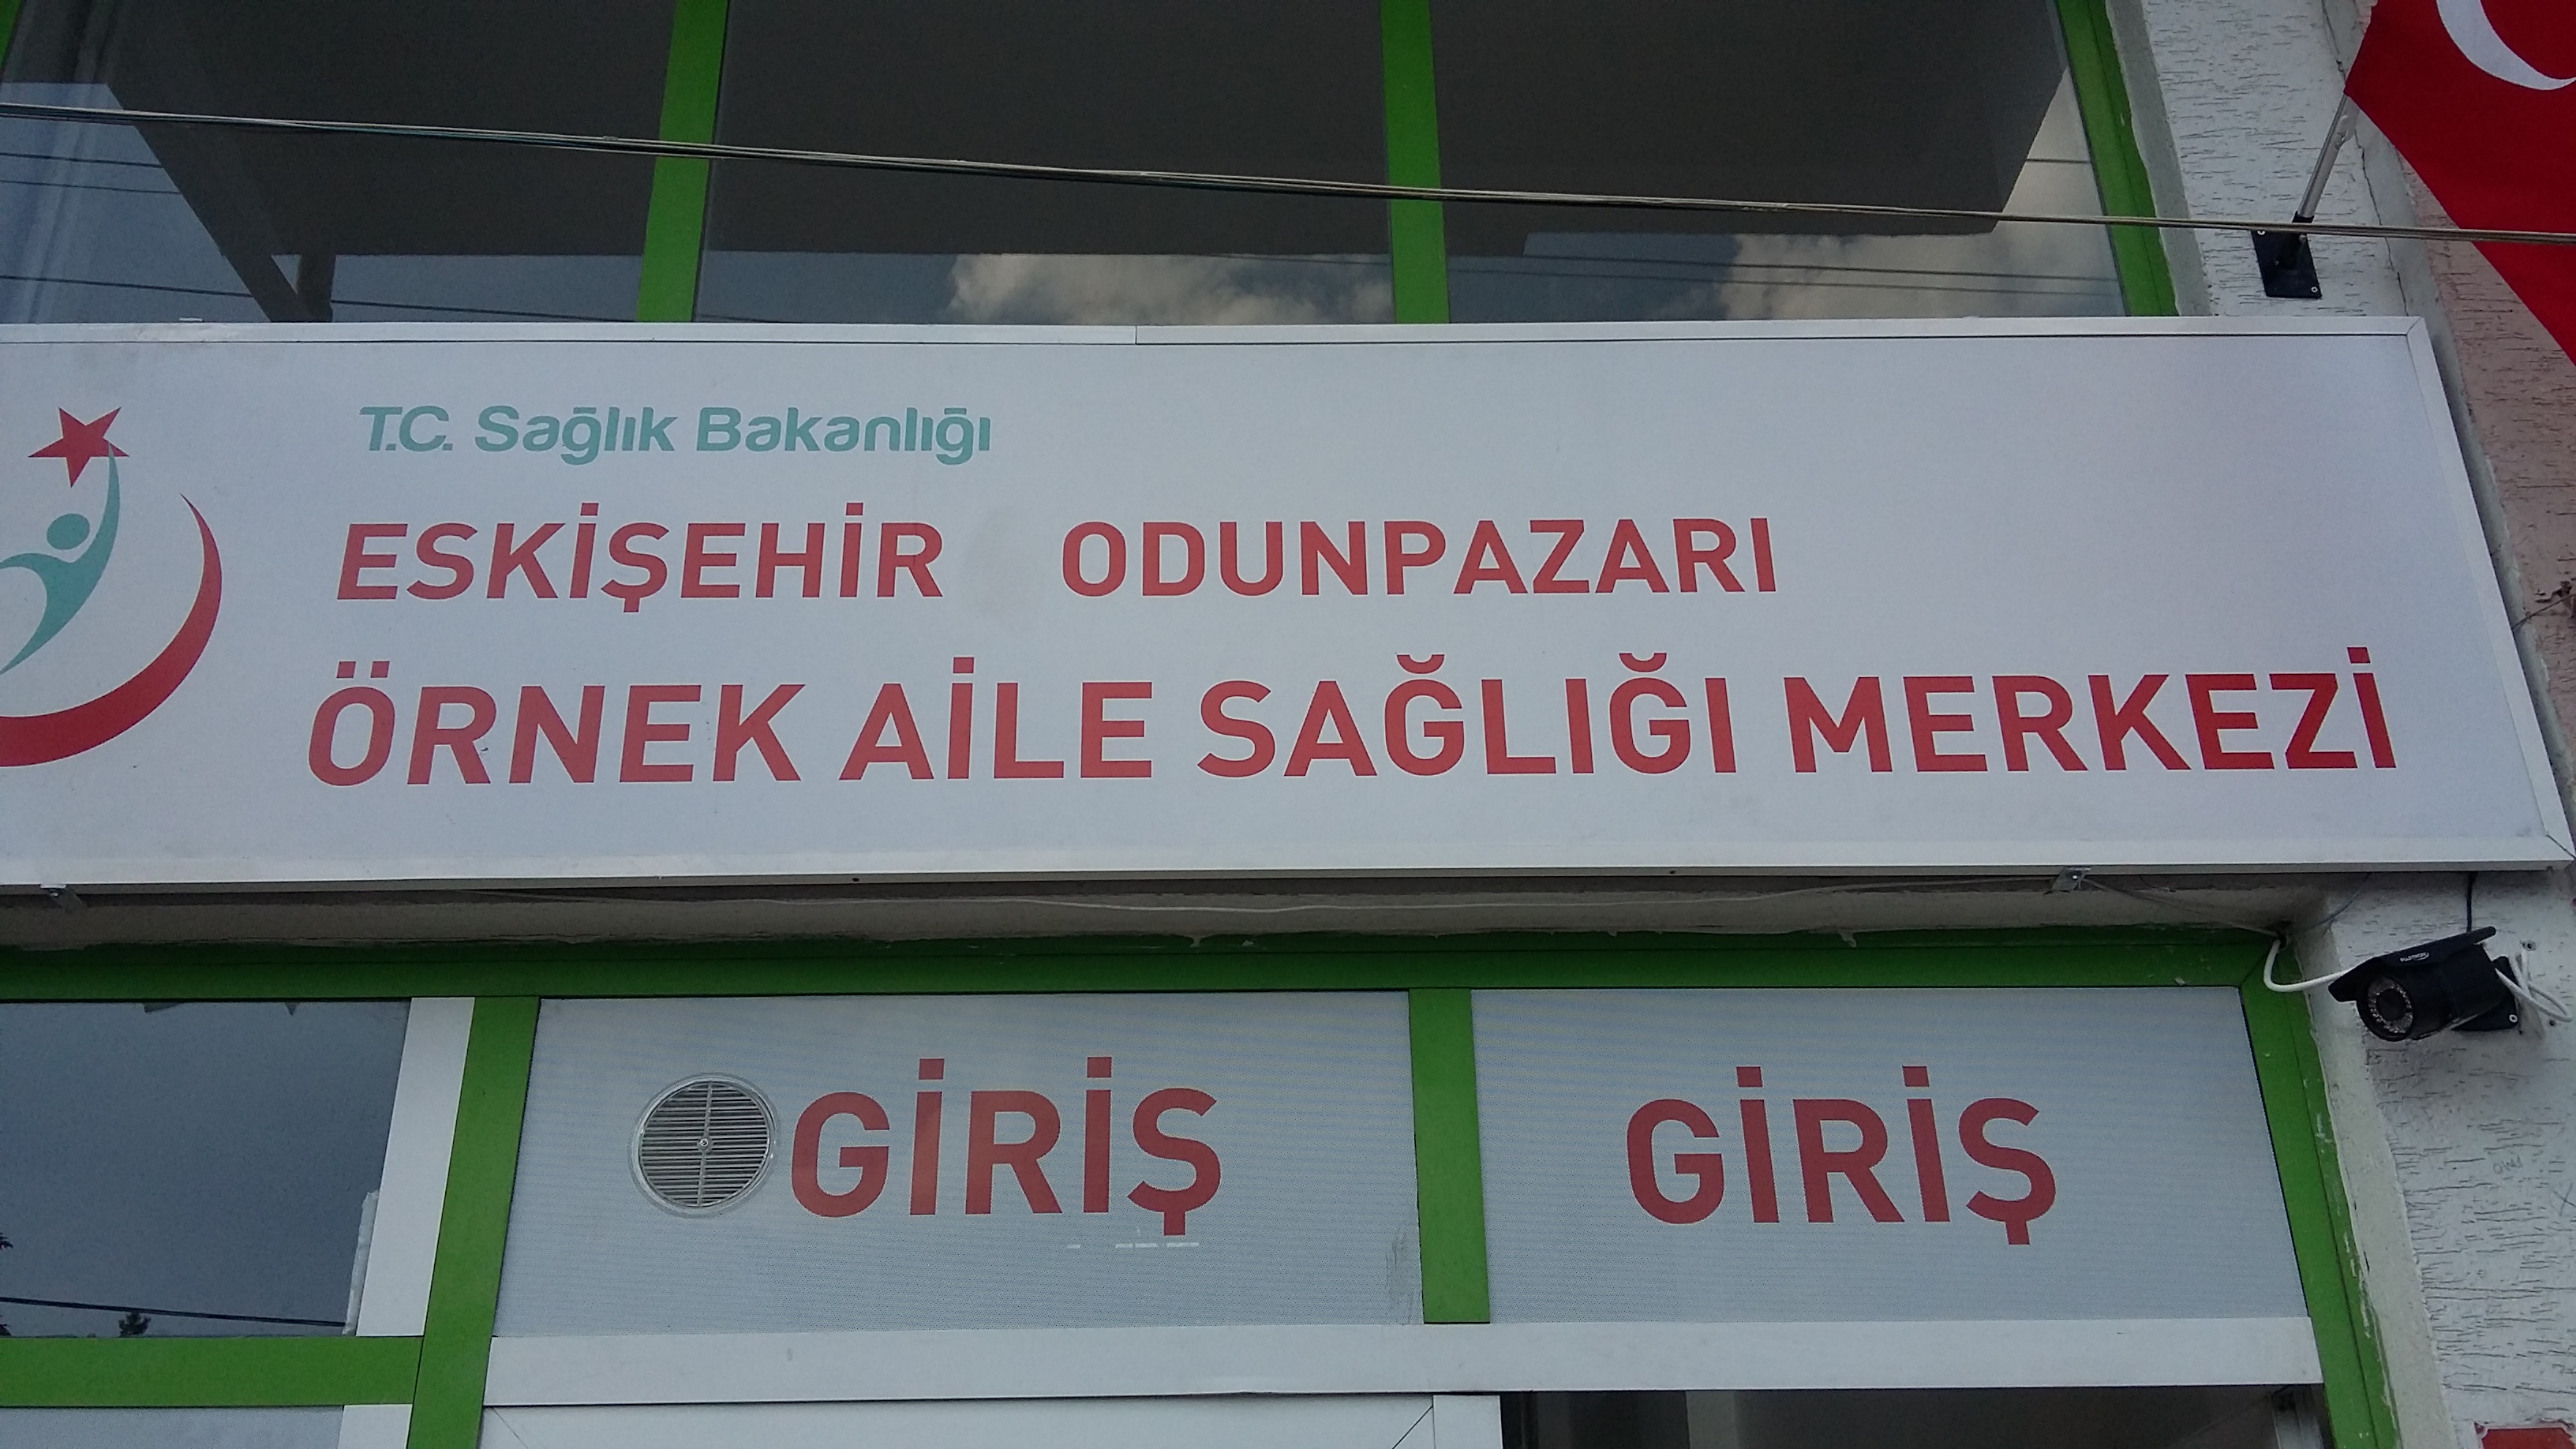 T.C. Sağlık Bakanlığı
ESKİŞEHİR ODUNPAZARI
ÖRNEK AİLE SAĞLIĞI MERKEZİ
GİRİŞ GİRİŞ